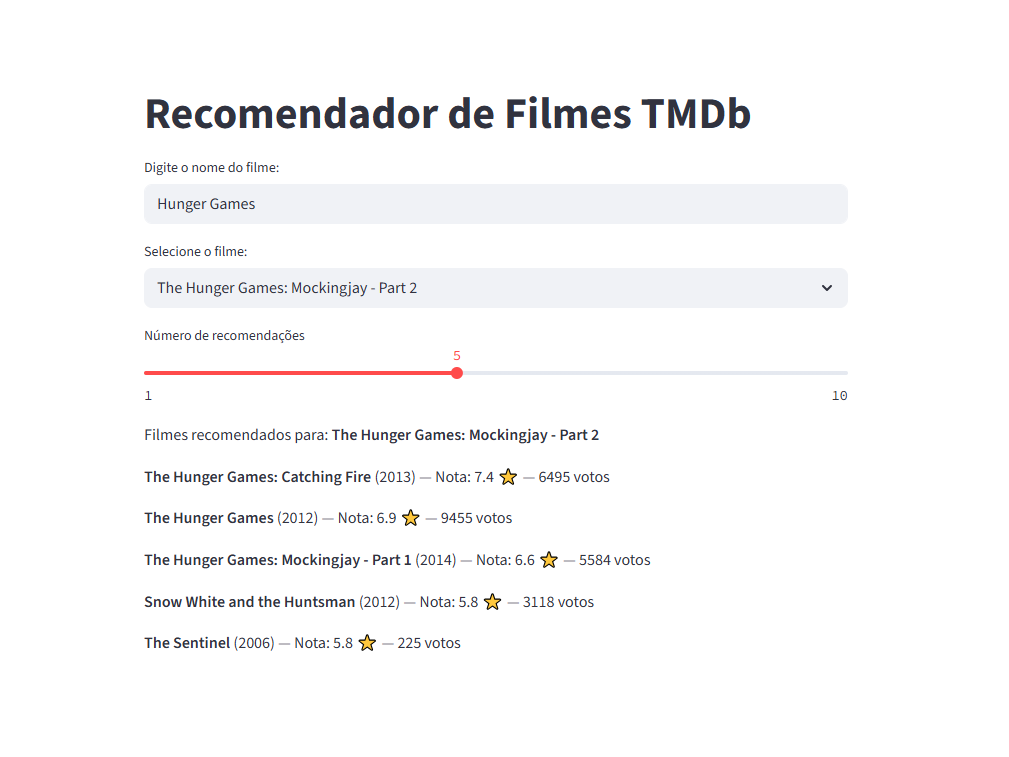 Recomendador de Filmes TMDb
Digite o nome do filme:
Hunger Games
Selecione o filme:
The Hunger Games: Mockingjay - Part 2
Número de recomendações
5
1 10
Filmes recomendados para: The Hunger Games: Mockingjay - Part 2
The Hunger Games: Catching Fire (2013) — Nota: 7.4 ⭐ — 6495 votos
The Hunger Games (2012) — Nota: 6.9 ⭐ — 9455 votos
The Hunger Games: Mockingjay - Part 1 (2014) — Nota: 6.6 ⭐ — 5584 votos
Snow White and the Huntsman (2012) — Nota: 5.8 ⭐ — 3118 votos
The Sentinel (2006) — Nota: 5.8 ⭐ — 225 votos